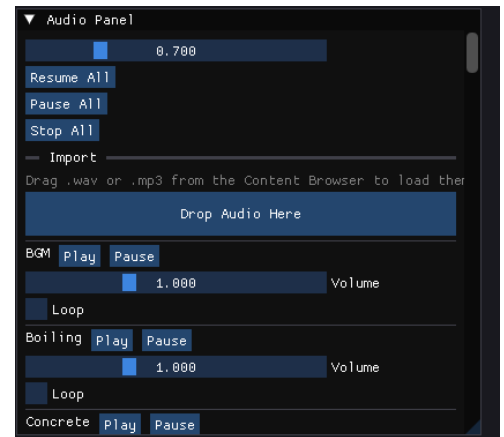 Audio Panel
0.700
Resume All
Pause All
Stop All
Import
Drag .wav or .mp3 from the Content Browser to load
Drop Audio Here
BGM Play Pause
1.000 Volume
Loop
Boiling Play Pause
1.000 Volume
Loop
Concrete Play Pause